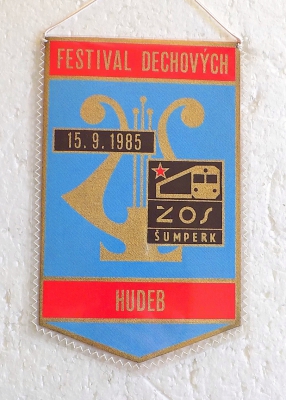 FESTIVAL DECHOVÝCH
15.9.1985
ŽOS
ŠUMPERK
HUDEB